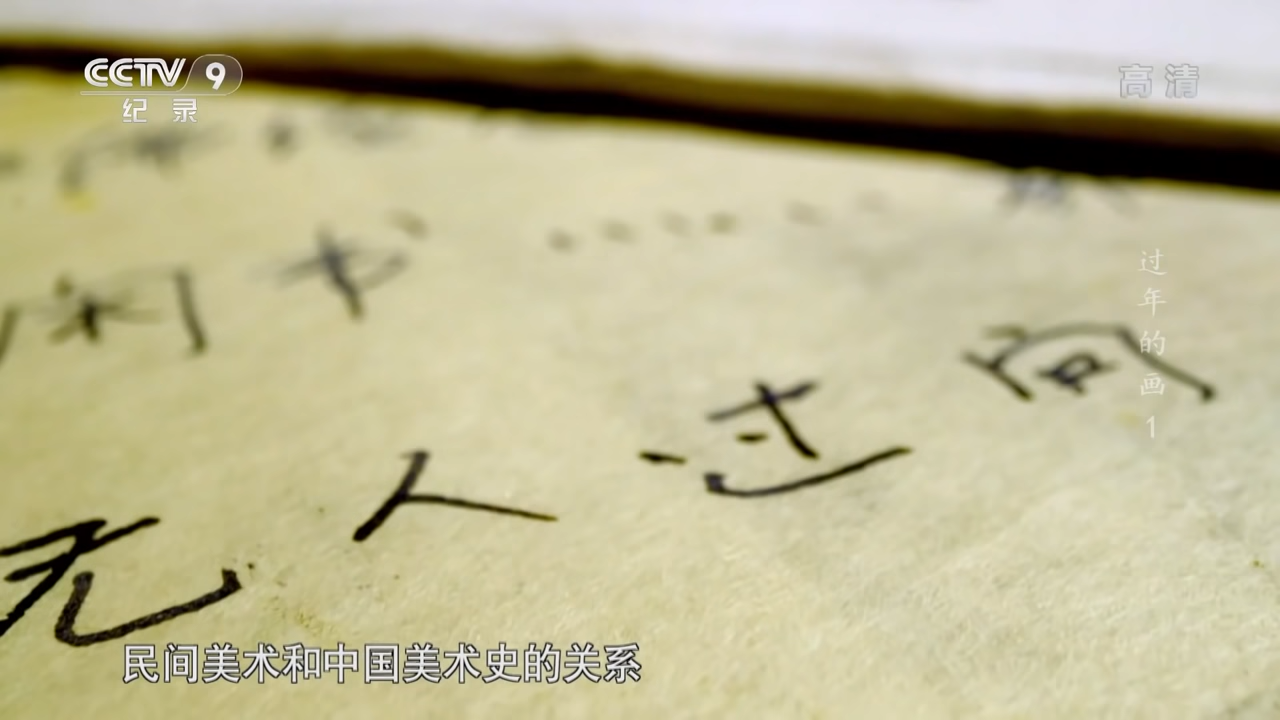 CCTV 9
纪录
高清
过年的画 1
无人过问
民间美术和中国美术史的关系